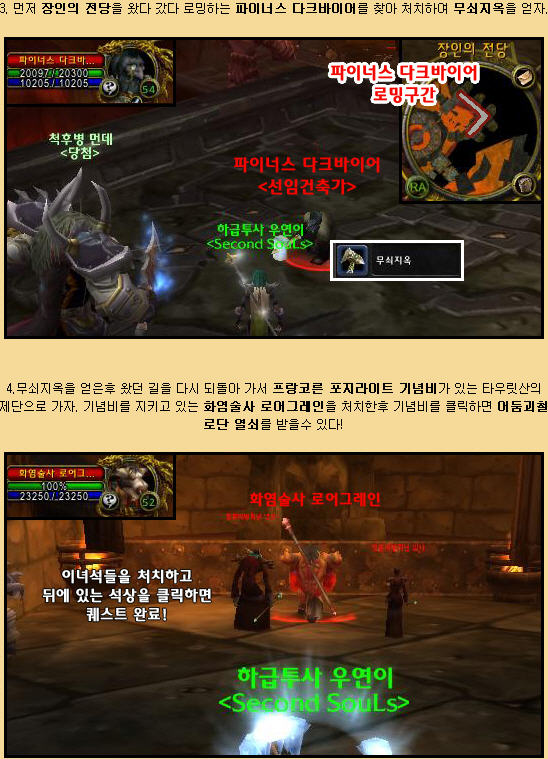 3. 먼저 장인의 전당을 왔다 갔다 로밍하는 파이너스 다크바이어를 찾아 처치하며 무쇠지옥을 얻자.
파이너스 다크바...
20097 / 20300
10205 / 10205
54
장인의 전당
파이너스 다크바이어
로밍구간
RA
척후병 먼데
<당첨>
파이너스 다크바이어
<선임건축가>
하급투사 우연이
<Second SouLs>
무쇠지옥
4.무쇠지옥을 얻은후 왔던 길을 다시 되돌아 가서 프랑코른 포지라이트 기념비가 있는 타우릿산의
제단으로 가자. 기념비를 지키고 있는 화염술사 로어그레인을 처치한후 기념비를 클릭하면 어둠괴철
로단 열쇠를 받을수 있다!
화염술사 로어그...
100%
23250 / 23250
52
화염술사 로어그레인
이녀석들을 처치하고
뒤에 있는 석상을 클릭하면
퀘스트 완료!
하급투사 우연이
<Second SouLs>